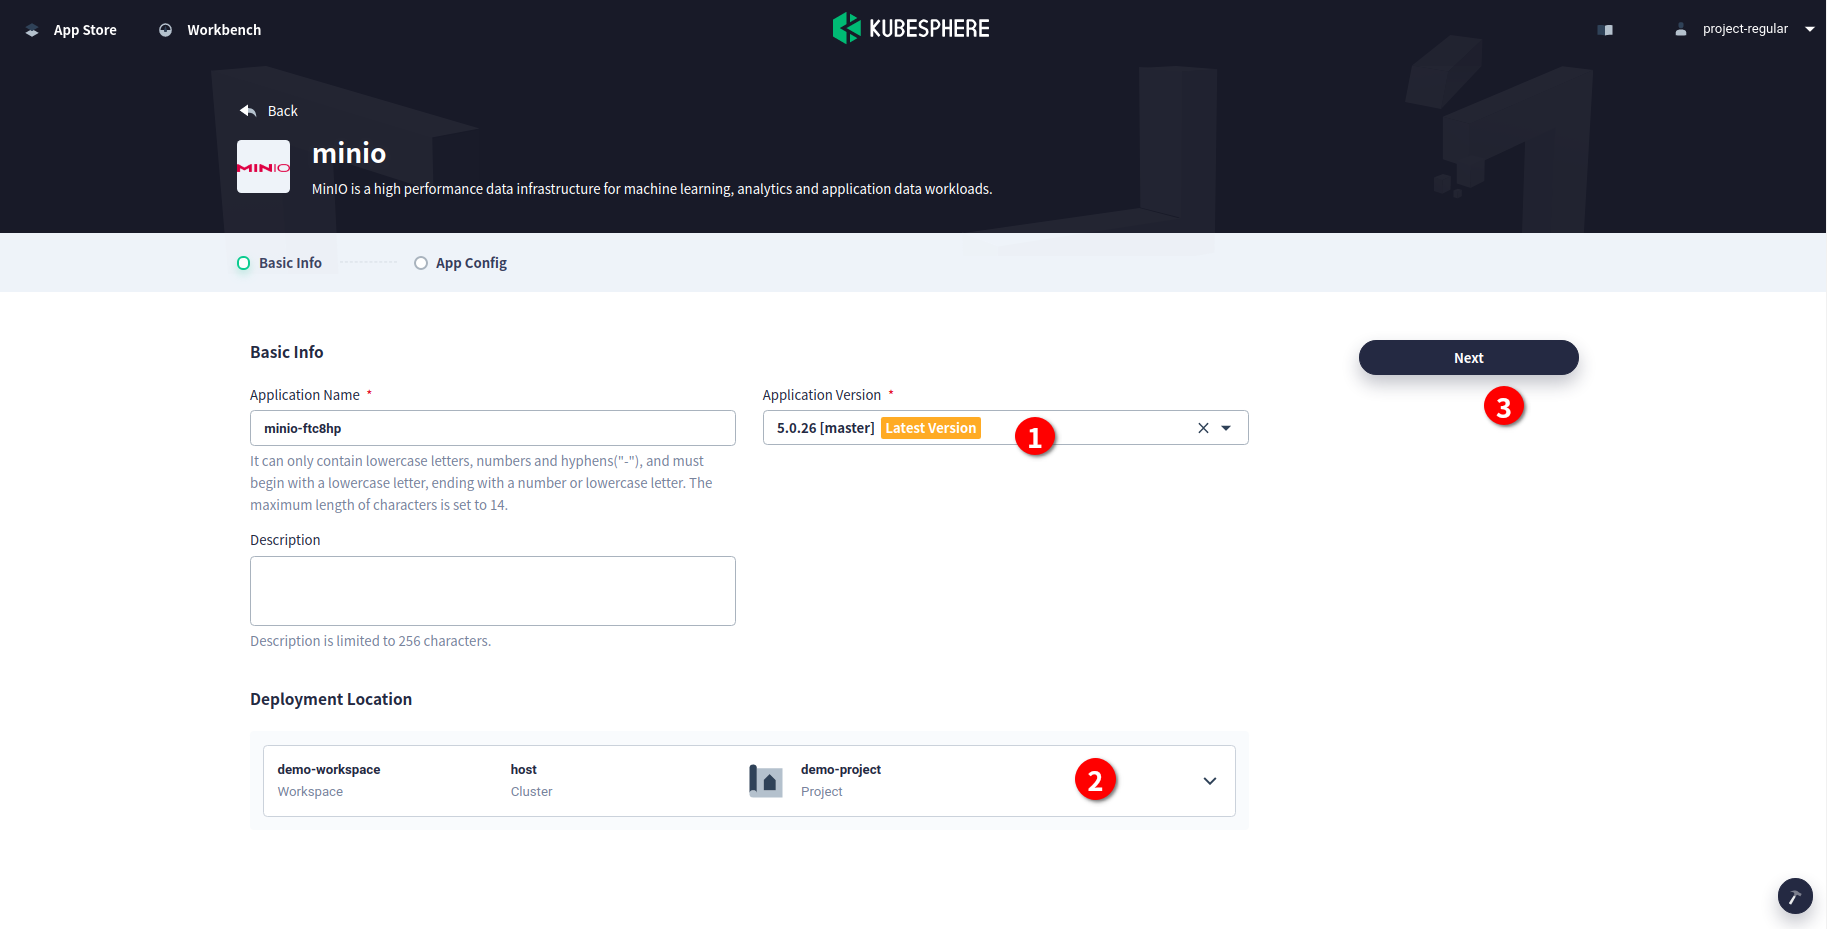 App Store
Workbench
KUBESPHERE
project-regular
Back
MINIO
minio
MinIO is a high performance data infrastructure for machine learning, analytics and application data workloads.
Basic Info
App Config
Basic Info
Next
3
Application Name *
Application Version *
minio-ftc8hp
5.0.26 [master] Latest Version
1
It can only contain lowercase letters, numbers and hyphens("-"), and must
begin with a lowercase letter, ending with a number or lowercase letter. The
maximum length of characters is set to 14.
Description
Description is limited to 256 characters.
Deployment Location
demo-workspace
Workspace
host
Cluster
demo-project
Project
2